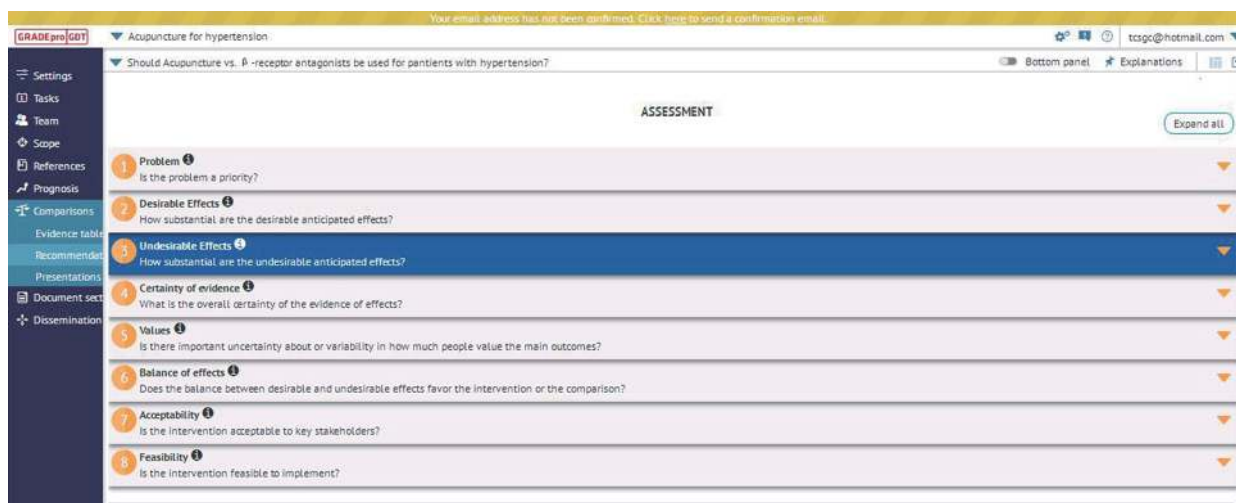 Your email address has not been confirmed. Click here to send a confirmation email.
GRADEpro|GDT
Acupuncture for hypertension
tcsgc@hotmail.com
Should Acupuncture vs. β -receptor antagonists be used for pantients with hypertension?
Bottom panel
Explanations
Settings
Tasks
Team
Scope
References
Prognosis
Comparisons
Evidence table
Recommendat
Presentations
Document sect
Dissemination
ASSESSMENT
Expand all
1 Problem
Is the problem a priority?
2 Desirable Effects
How substantial are the desirable anticipated effects?
3 Undesirable Effects
How substantial are the undesirable anticipated effects?
4 Certainty of evidence
What is the overall certainty of the evidence of effects?
5 Values
Is there important uncertainty about or variability in how much people value the main outcomes?
6 Balance of effects
Does the balance between desirable and undesirable effects favor the intervention or the comparison?
7 Acceptability
Is the intervention acceptable to key stakeholders?
8 Feasibility
Is the intervention feasible to implement?